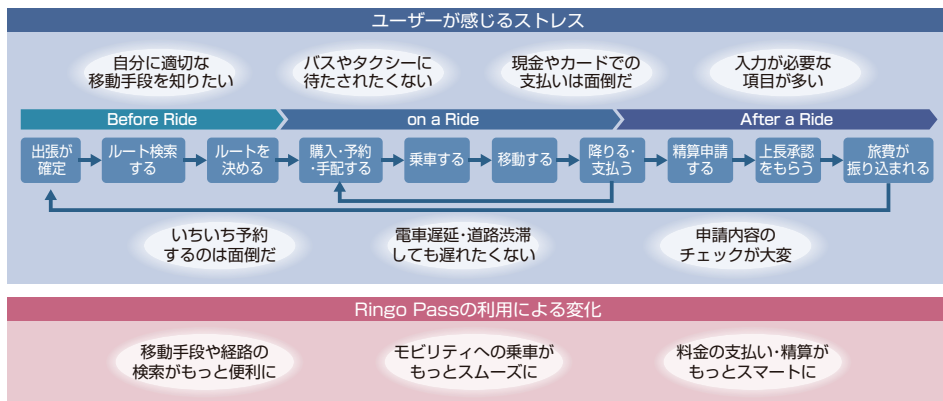 ユーザーが感じるストレス
自分に適切な
移動手段を知りたい
バスやタクシーに
待たされたくない
現金やカードでの
支払いは面倒だ
入力が必要な
項目が多い
Before Ride
on a Ride
After a Ride
出張が
確定
ルート検索
する
ルートを
決める
購入・予約
・手配する
乗車する
移動する
降りる・
支払う
精算申請
する
上長承認
をもらう
旅費が
振り込まれる
いちいち予約
するのは面倒だ
電車遅延・道路渋滞
しても遅れたくない
申請内容の
チェックが大変
Ringo Passの利用による変化
移動手段や経路の
検索がもっと便利に
モビリティへの乗車が
もっとスムーズに
料金の支払い・精算が
もっとスマートに